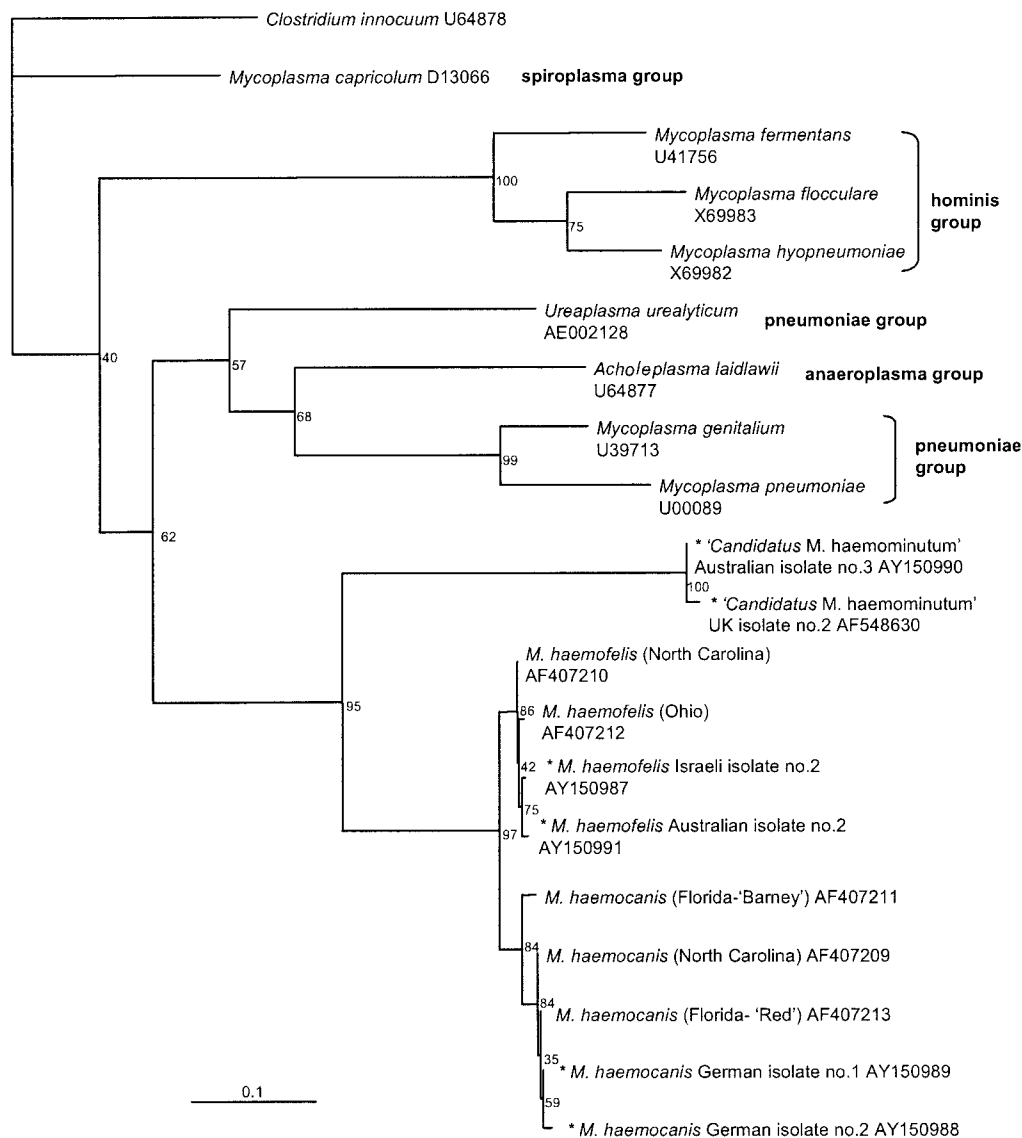 Clostridium innocuum U64878
Mycoplasma capricolum D13066 spiroplasma group
Mycoplasma fermentans
U41756
100
Mycoplasma flocculare
X69983
hominis
group
75
Mycoplasma hyopneumoniae
X69982
Ureaplasma urealyticum
AE002128
pneumoniae group
40
57
Acholeplasma laidlawii
U64877
anaeroplasma group
68
Mycoplasma genitalium
U39713
pneumoniae
group
99
Mycoplasma pneumoniae
U00089
62
* 'Candidatus M. haemominutum'
Australian isolate no.3 AY150990
100
* 'Candidatus M. haemominutum'
UK isolate no.2 AF548630
M. haemofelis (North Carolina)
AF407210
95
86
M. haemofelis (Ohio)
AF407212
42
* M. haemofelis Israeli isolate no.2
AY150987
75
* M. haemofelis Australian isolate no.2
AY150991
97
M. haemocanis (Florida-'Barney') AF407211
84
M. haemocanis (North Carolina) AF407209
84
M. haemocanis (Florida- 'Red') AF407213
35
* M. haemocanis German isolate no.1 AY150989
59
* M. haemocanis German isolate no.2 AY150988
0.1